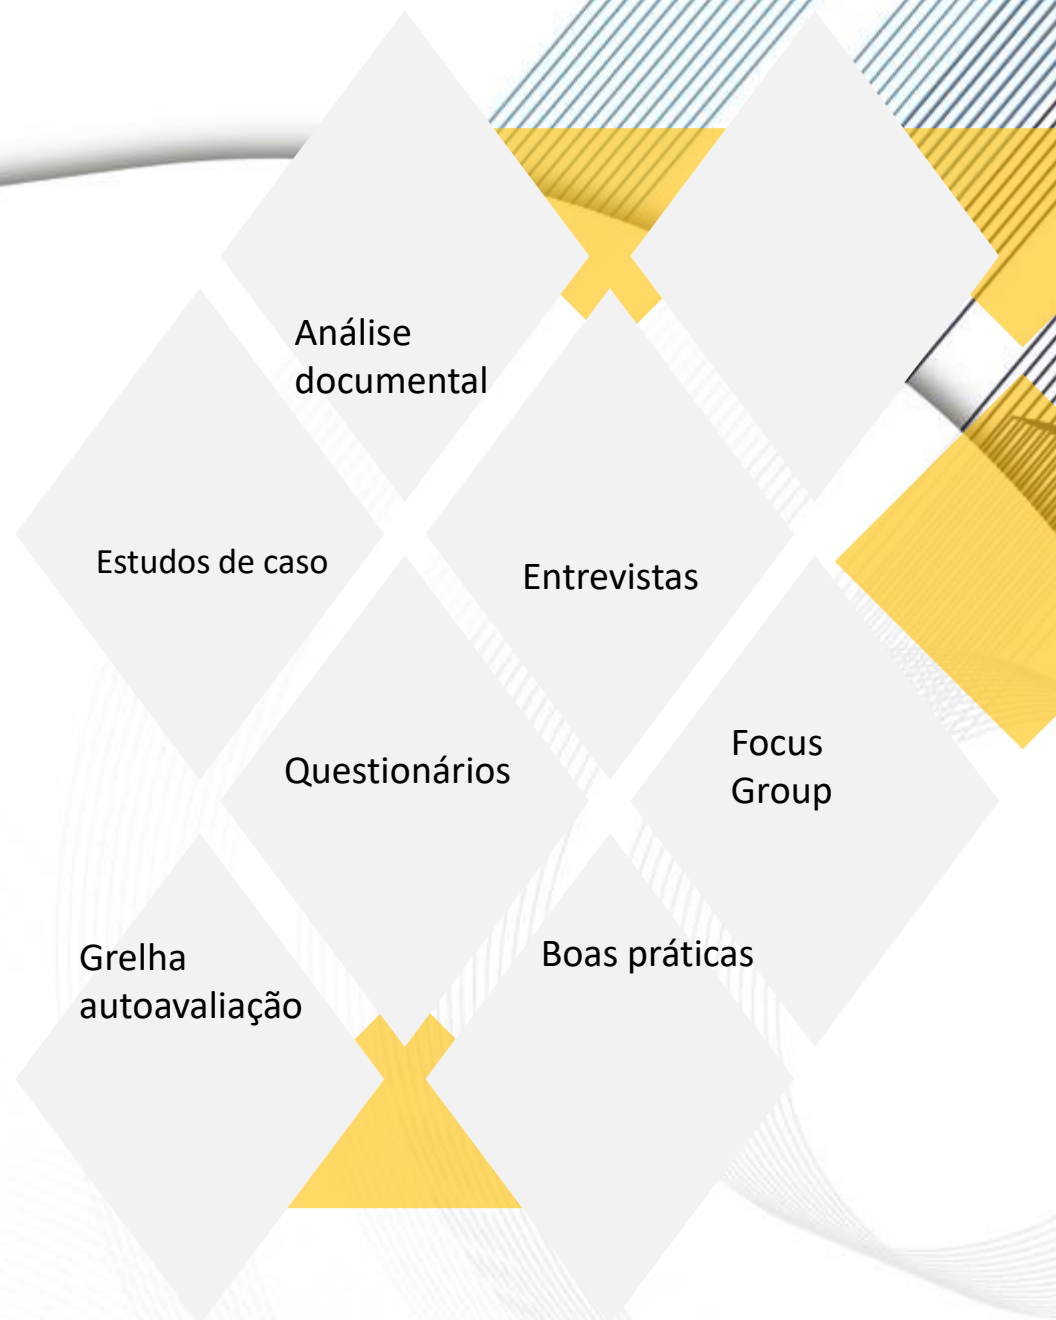 Análise
documental
Estudos de caso
Entrevistas
Questionários
Focus
Group
Grelha
autoavaliação
Boas práticas